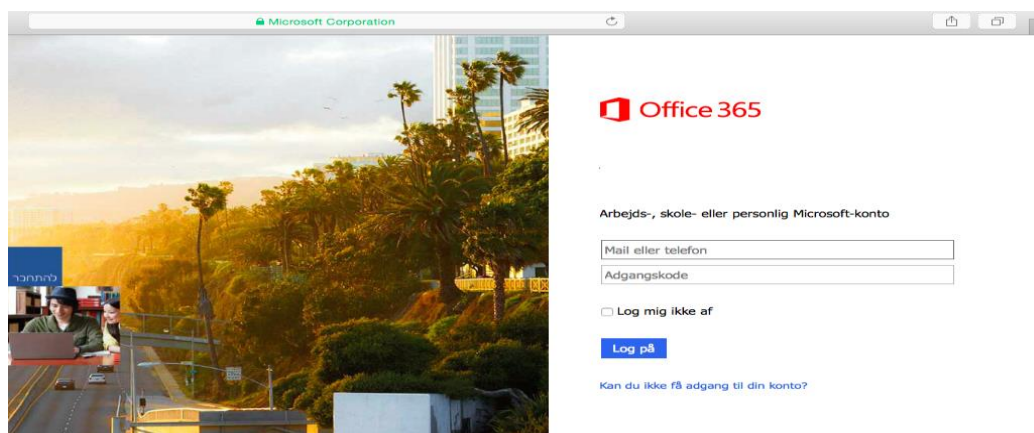 Microsoft Corporation
Office 365
Arbejds-, skole- eller personlig Microsoft-konto
Mail eller telefon
Adgangskode
Log mig ikke af
Log på
Kan du ikke få adgang til din konto?
להתחבר